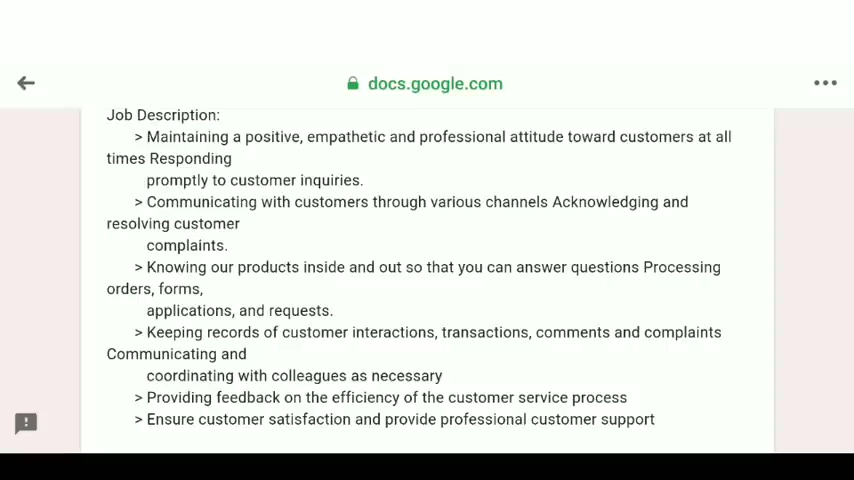 docs.google.com
Job Description:
> Maintaining a positive, empathetic and professional attitude toward customers at all
times Responding
promptly to customer inquiries.
> Communicating with customers through various channels Acknowledging and
resolving customer
complaints.
> Knowing our products inside and out so that you can answer questions Processing
orders, forms,
applications, and requests.
> Keeping records of customer interactions, transactions, comments and complaints
Communicating and
coordinating with colleagues as necessary
> Providing feedback on the efficiency of the customer service process
> Ensure customer satisfaction and provide professional customer support